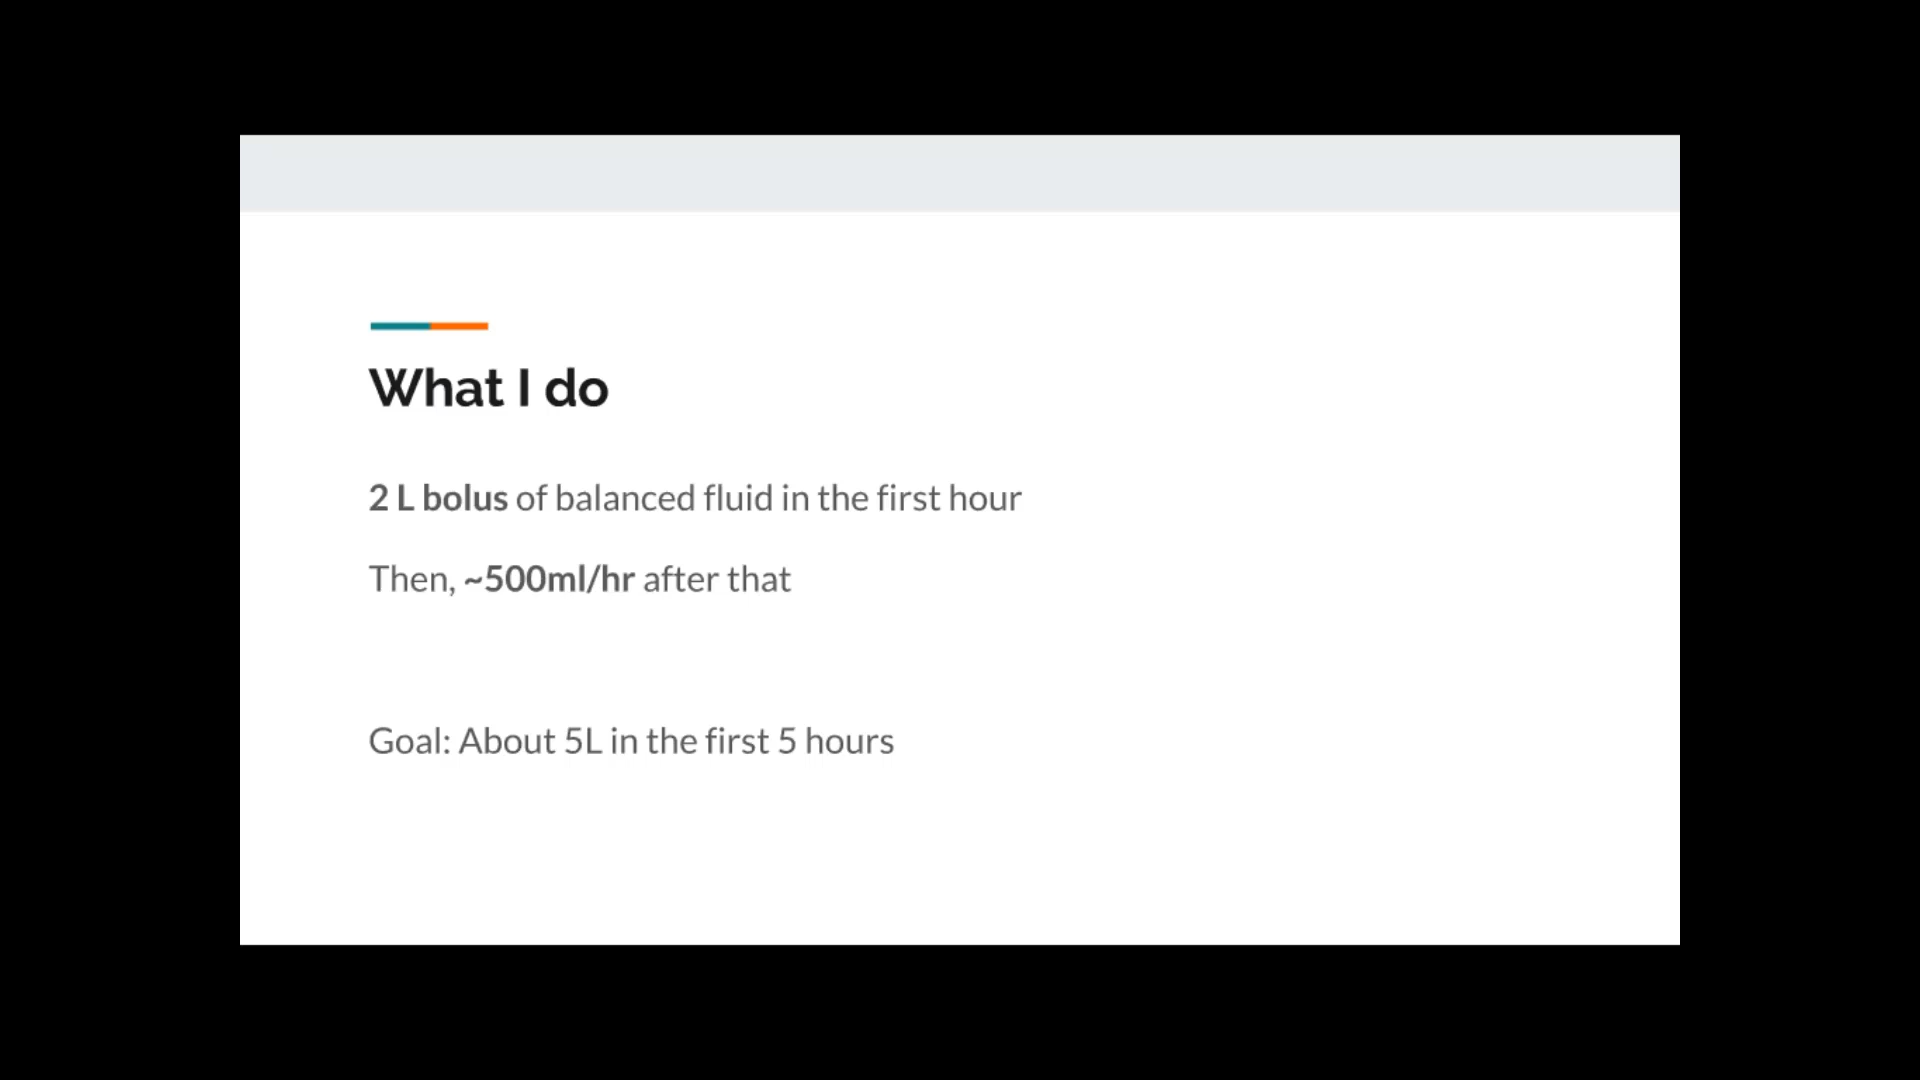 What I do
2 L bolus of balanced fluid in the first hour
Then, ~500ml/hr after that
Goal: About 5L in the first 5 hours